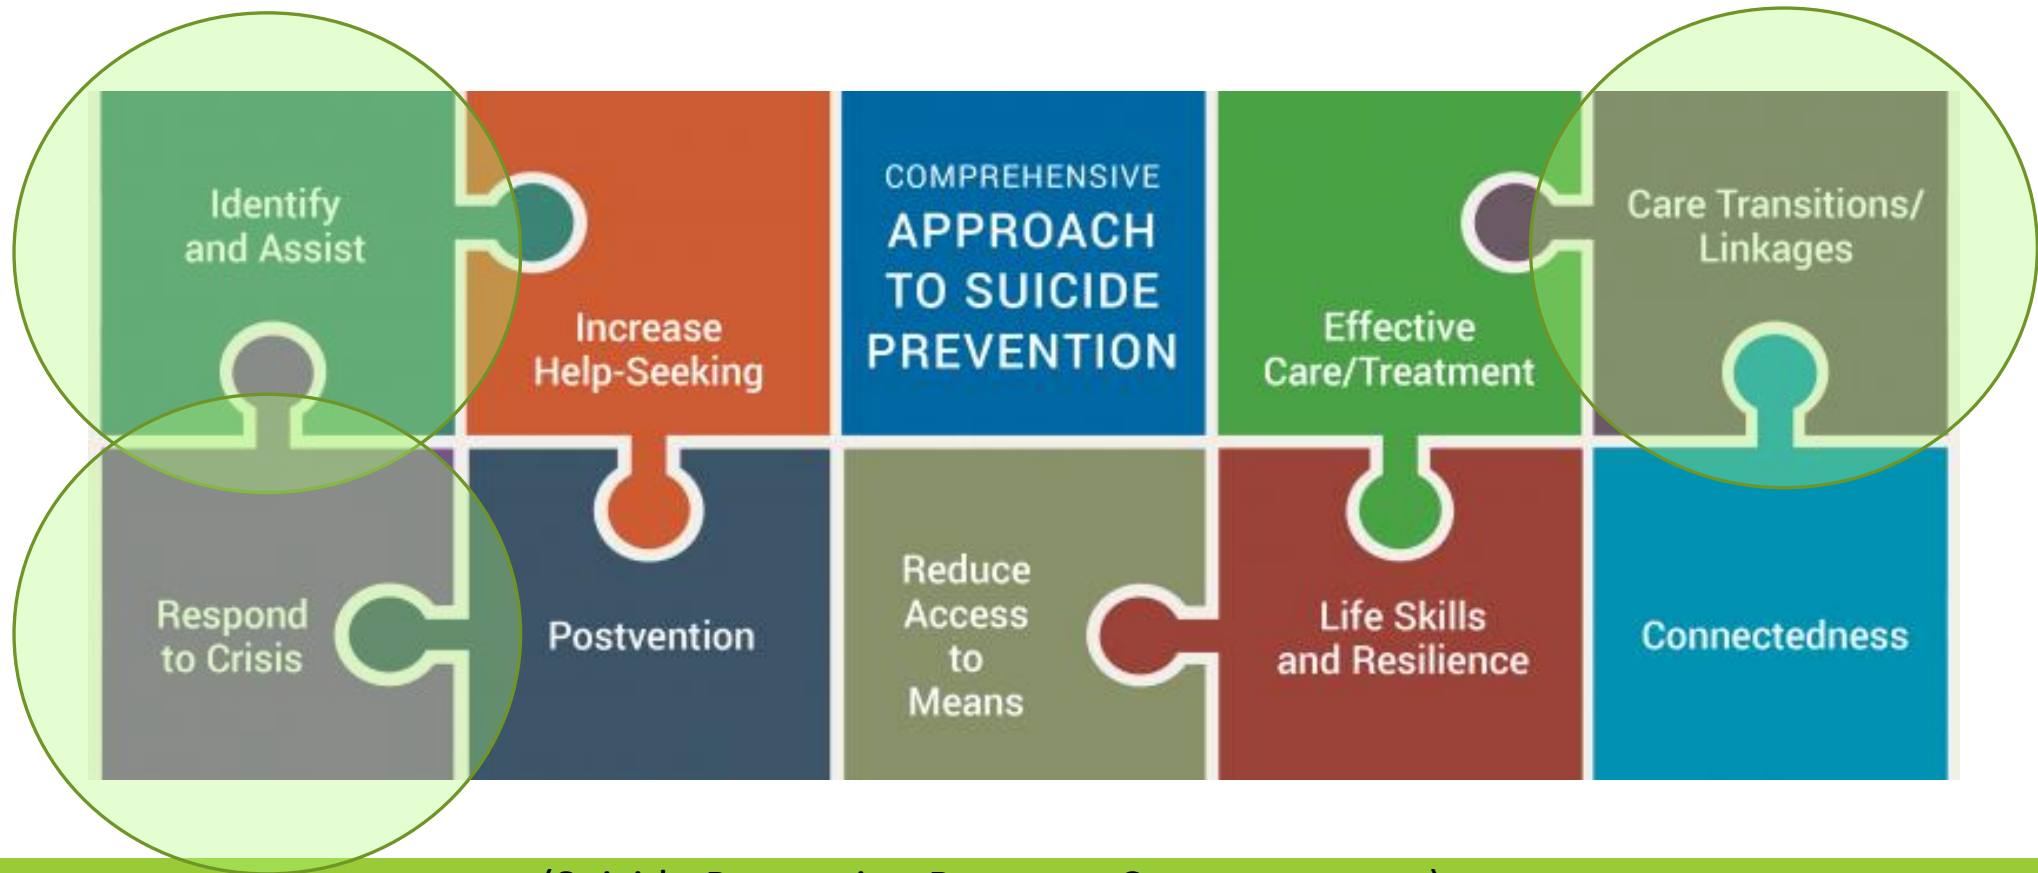 Identify
and Assist
Increase
Help-Seeking
COMPREHENSIVE
APPROACH
TO SUICIDE
PREVENTION
Effective
Care/Treatment
Care Transitions/
Linkages
Respond
to Crisis
Postvention
Reduce
Access
to
Means
Life Skills
and Resilience
Connectedness